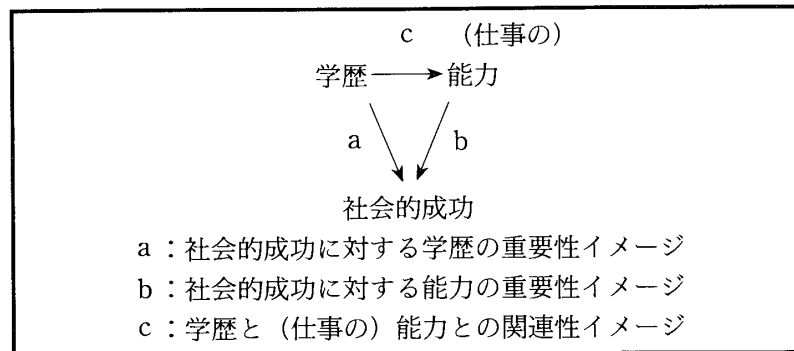 c （仕事の）
学歴 能力
a b
社会的成功
a：社会的成功に対する学歴の重要性イメージ
b：社会的成功に対する能力の重要性イメージ
c：学歴と（仕事の）能力との関連性イメージ